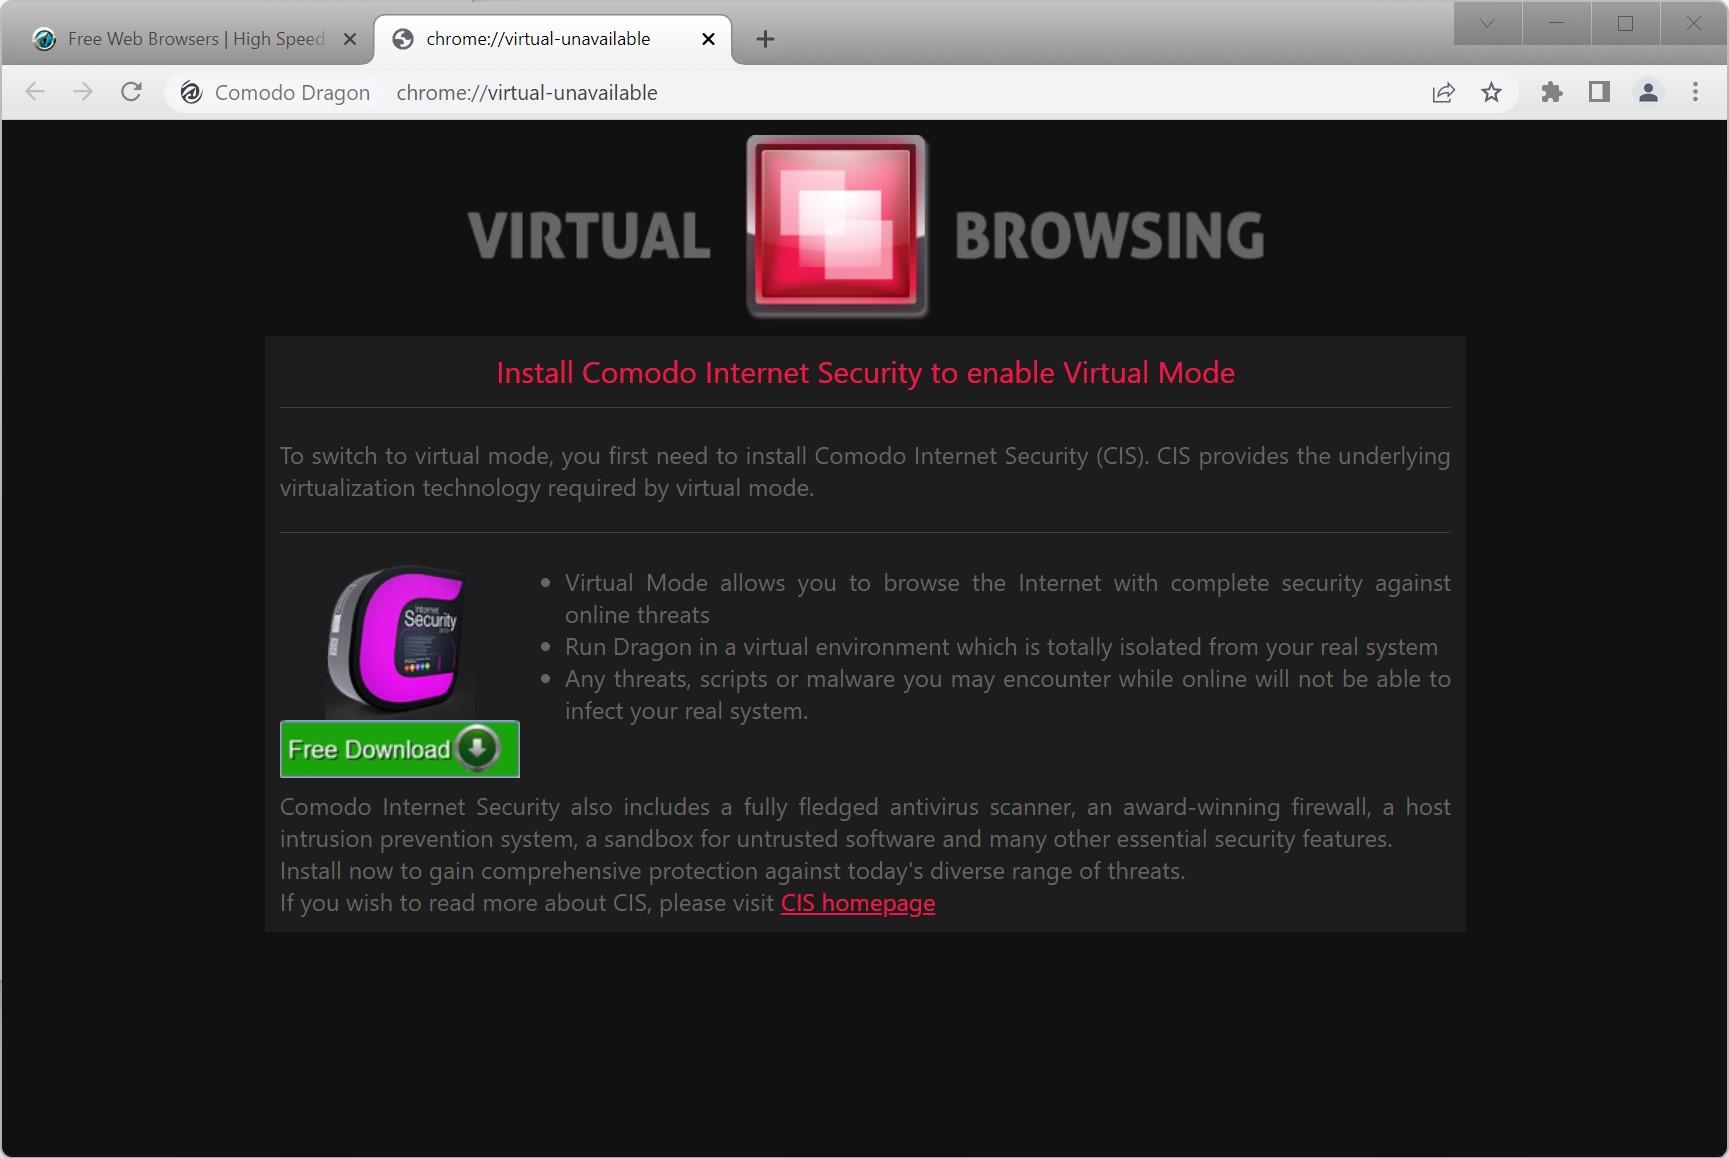 Free Web Browsers | High Speed
chrome://virtual-unavailable
Comodo Dragon
chrome://virtual-unavailable
VIRTUAL BROWSING
Install Comodo Internet Security to enable Virtual Mode
To switch to virtual mode, you first need to install Comodo Internet Security (CIS). CIS provides the underlying
virtualization technology required by virtual mode.
Internet
Security
Virtual Mode allows you to browse the Internet with complete security against
online threats
Run Dragon in a virtual environment which is totally isolated from your real system
Any threats, scripts or malware you may encounter while online will not be able to
infect your real system.
Free Download
Comodo Internet Security also includes a fully fledged antivirus scanner, an award-winning firewall, a host
intrusion prevention system, a sandbox for untrusted software and many other essential security features.
Install now to gain comprehensive protection against today's diverse range of threats.
If you wish to read more about CIS, please visit CIS homepage